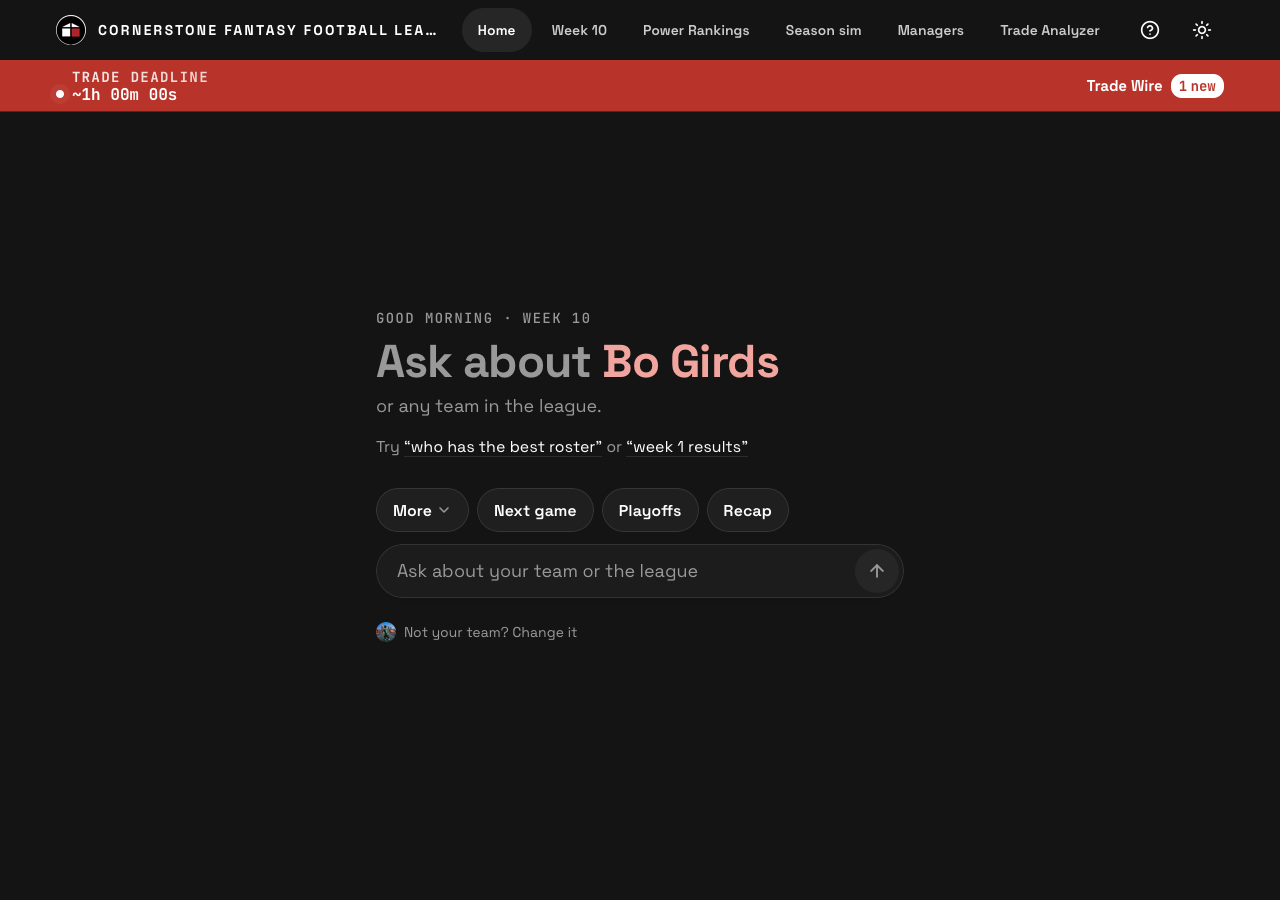 CORNERSTONE FANTASY FOOTBALL LEA…
Home
Week 10
Power Rankings
Season sim
Managers
Trade Analyzer
TRADE DEADLINE
~1h 00m 00s
Trade Wire
1 new
GOOD MORNING · WEEK 10
Ask about Bo Girds
or any team in the league.
Try “who has the best roster” or “week 1 results”
More
Next game
Playoffs
Recap
Ask about your team or the league
Not your team? Change it